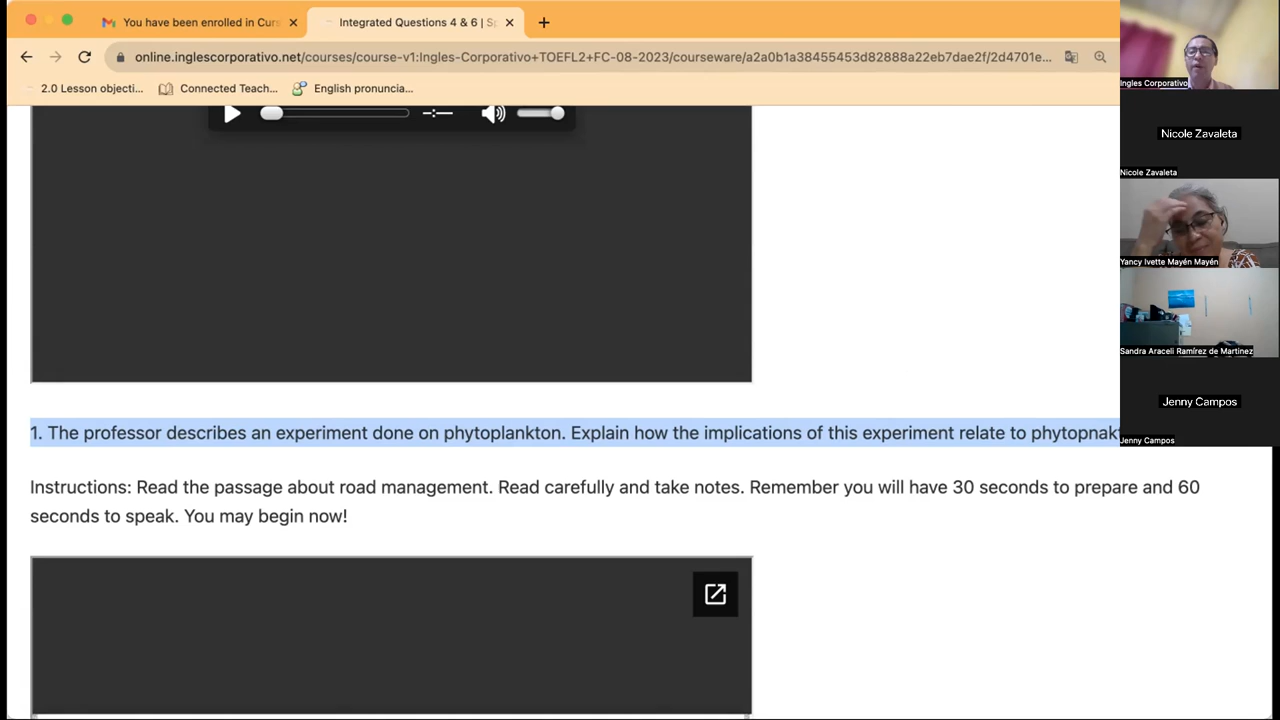 You have been enrolled in Curs
Integrated Questions 4 & 6 | Sp
online.inglescorporativo.net/courses/course-v1:Ingles-Corporativo+TOEFL2+FC-08-2023/courseware/a2a0b1a38455453d82888a22eb7dae2f/2d4701e...
2.0 Lesson objecti...
Connected Teach...
English pronuncia...
1. The professor describes an experiment done on phytoplankton. Explain how the implications of this experiment relate to phytopnakt
Instructions: Read the passage about road management. Read carefully and take notes. Remember you will have 30 seconds to prepare and 60
seconds to speak. You may begin now!
Ingles Corporativo
Nicole Zavaleta
Nicole Zavaleta
Yancy Ivette Mayén Mayén
Sandra Araceli Ramírez de Martinez
Jenny Campos
Jenny Campos